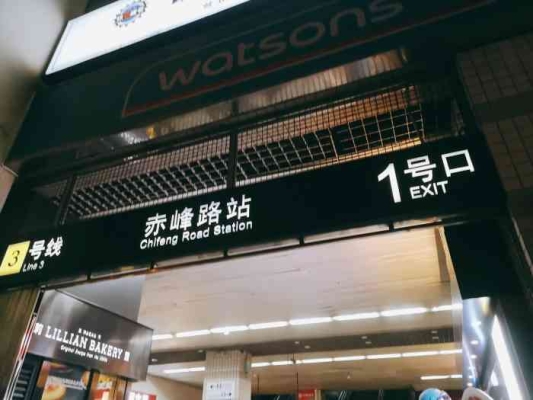 watsons
赤峰路站
Chifeng Road Station
1号口
EXIT
3号线
Line 3
LILLIAN BAKERY